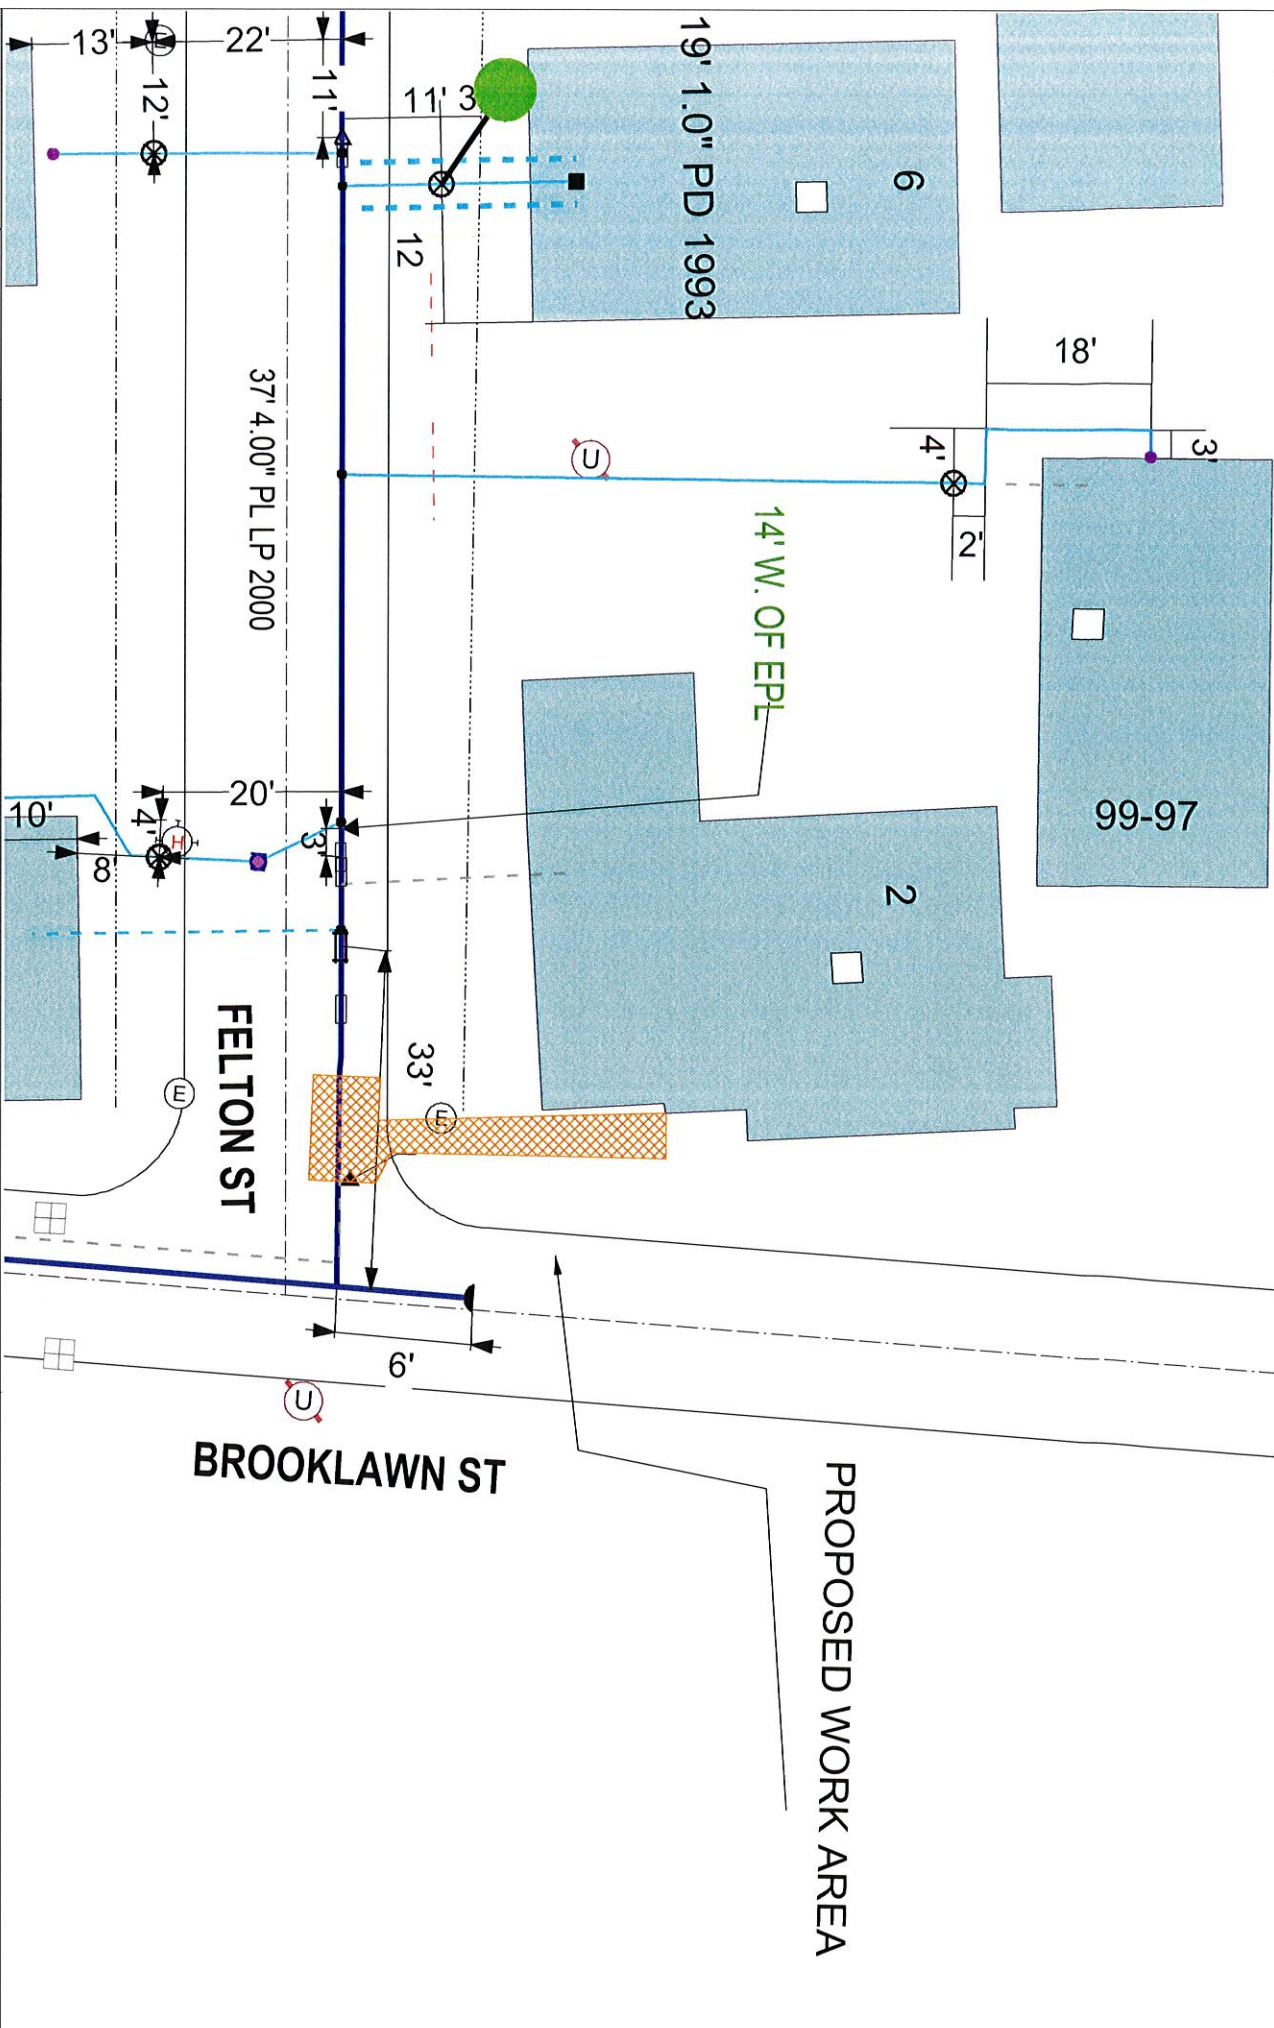 13'
22'
12'
11'
11'
3
12
19' 1.0" PD 1993
6
18'
4'
3'
2'
U
37' 4.00" PL LP 2000
14' W. OF EPL
99-97
2
20'
10'
4'
H
3'
8'
33'
E
E
FELTON ST
6'
U
BROOKLAWN ST
PROPOSED WORK AREA